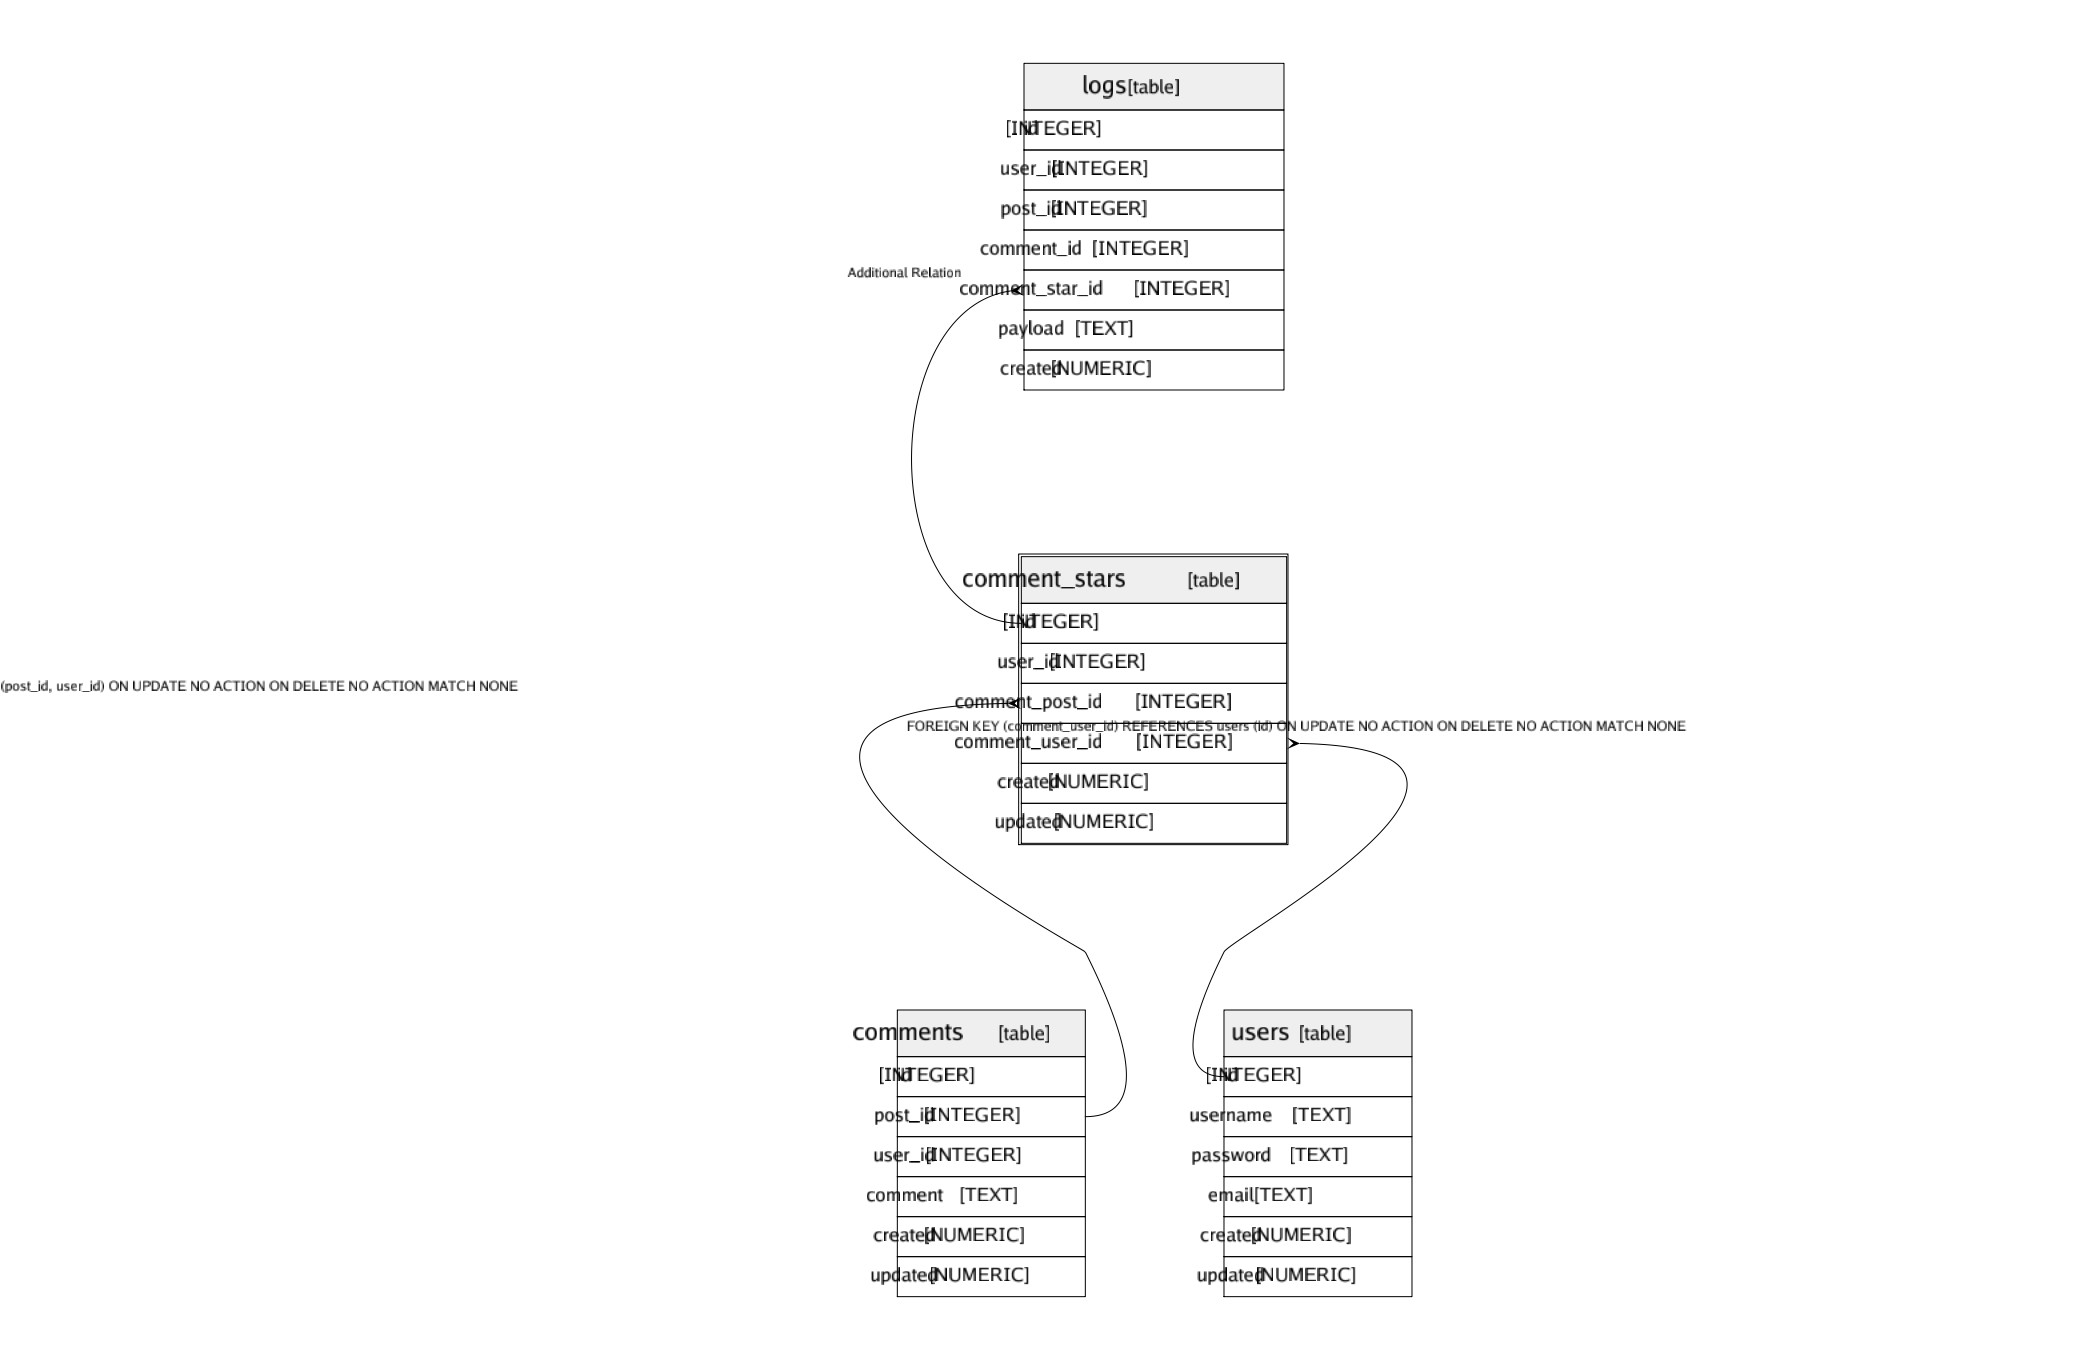 logs [table]
id [INTEGER]
user_id [INTEGER]
post_id [INTEGER]
comment_id [INTEGER]
Additional Relation
comment_star_id [INTEGER]
payload [TEXT]
created [NUMERIC]
comment_stars [table]
id [INTEGER]
user_id [INTEGER]
(post_id, user_id) ON UPDATE NO ACTION ON DELETE NO ACTION MATCH NONE
comment_post_id [INTEGER]
FOREIGN KEY (comment_user_id) REFERENCES users (id) ON UPDATE NO ACTION ON DELETE NO ACTION MATCH NONE
comment_user_id [INTEGER]
created [NUMERIC]
updated [NUMERIC]
comments [table]
id [INTEGER]
post_id [INTEGER]
user_id [INTEGER]
comment [TEXT]
created [NUMERIC]
updated [NUMERIC]
users [table]
id [INTEGER]
username [TEXT]
password [TEXT]
email [TEXT]
created [NUMERIC]
updated [NUMERIC]